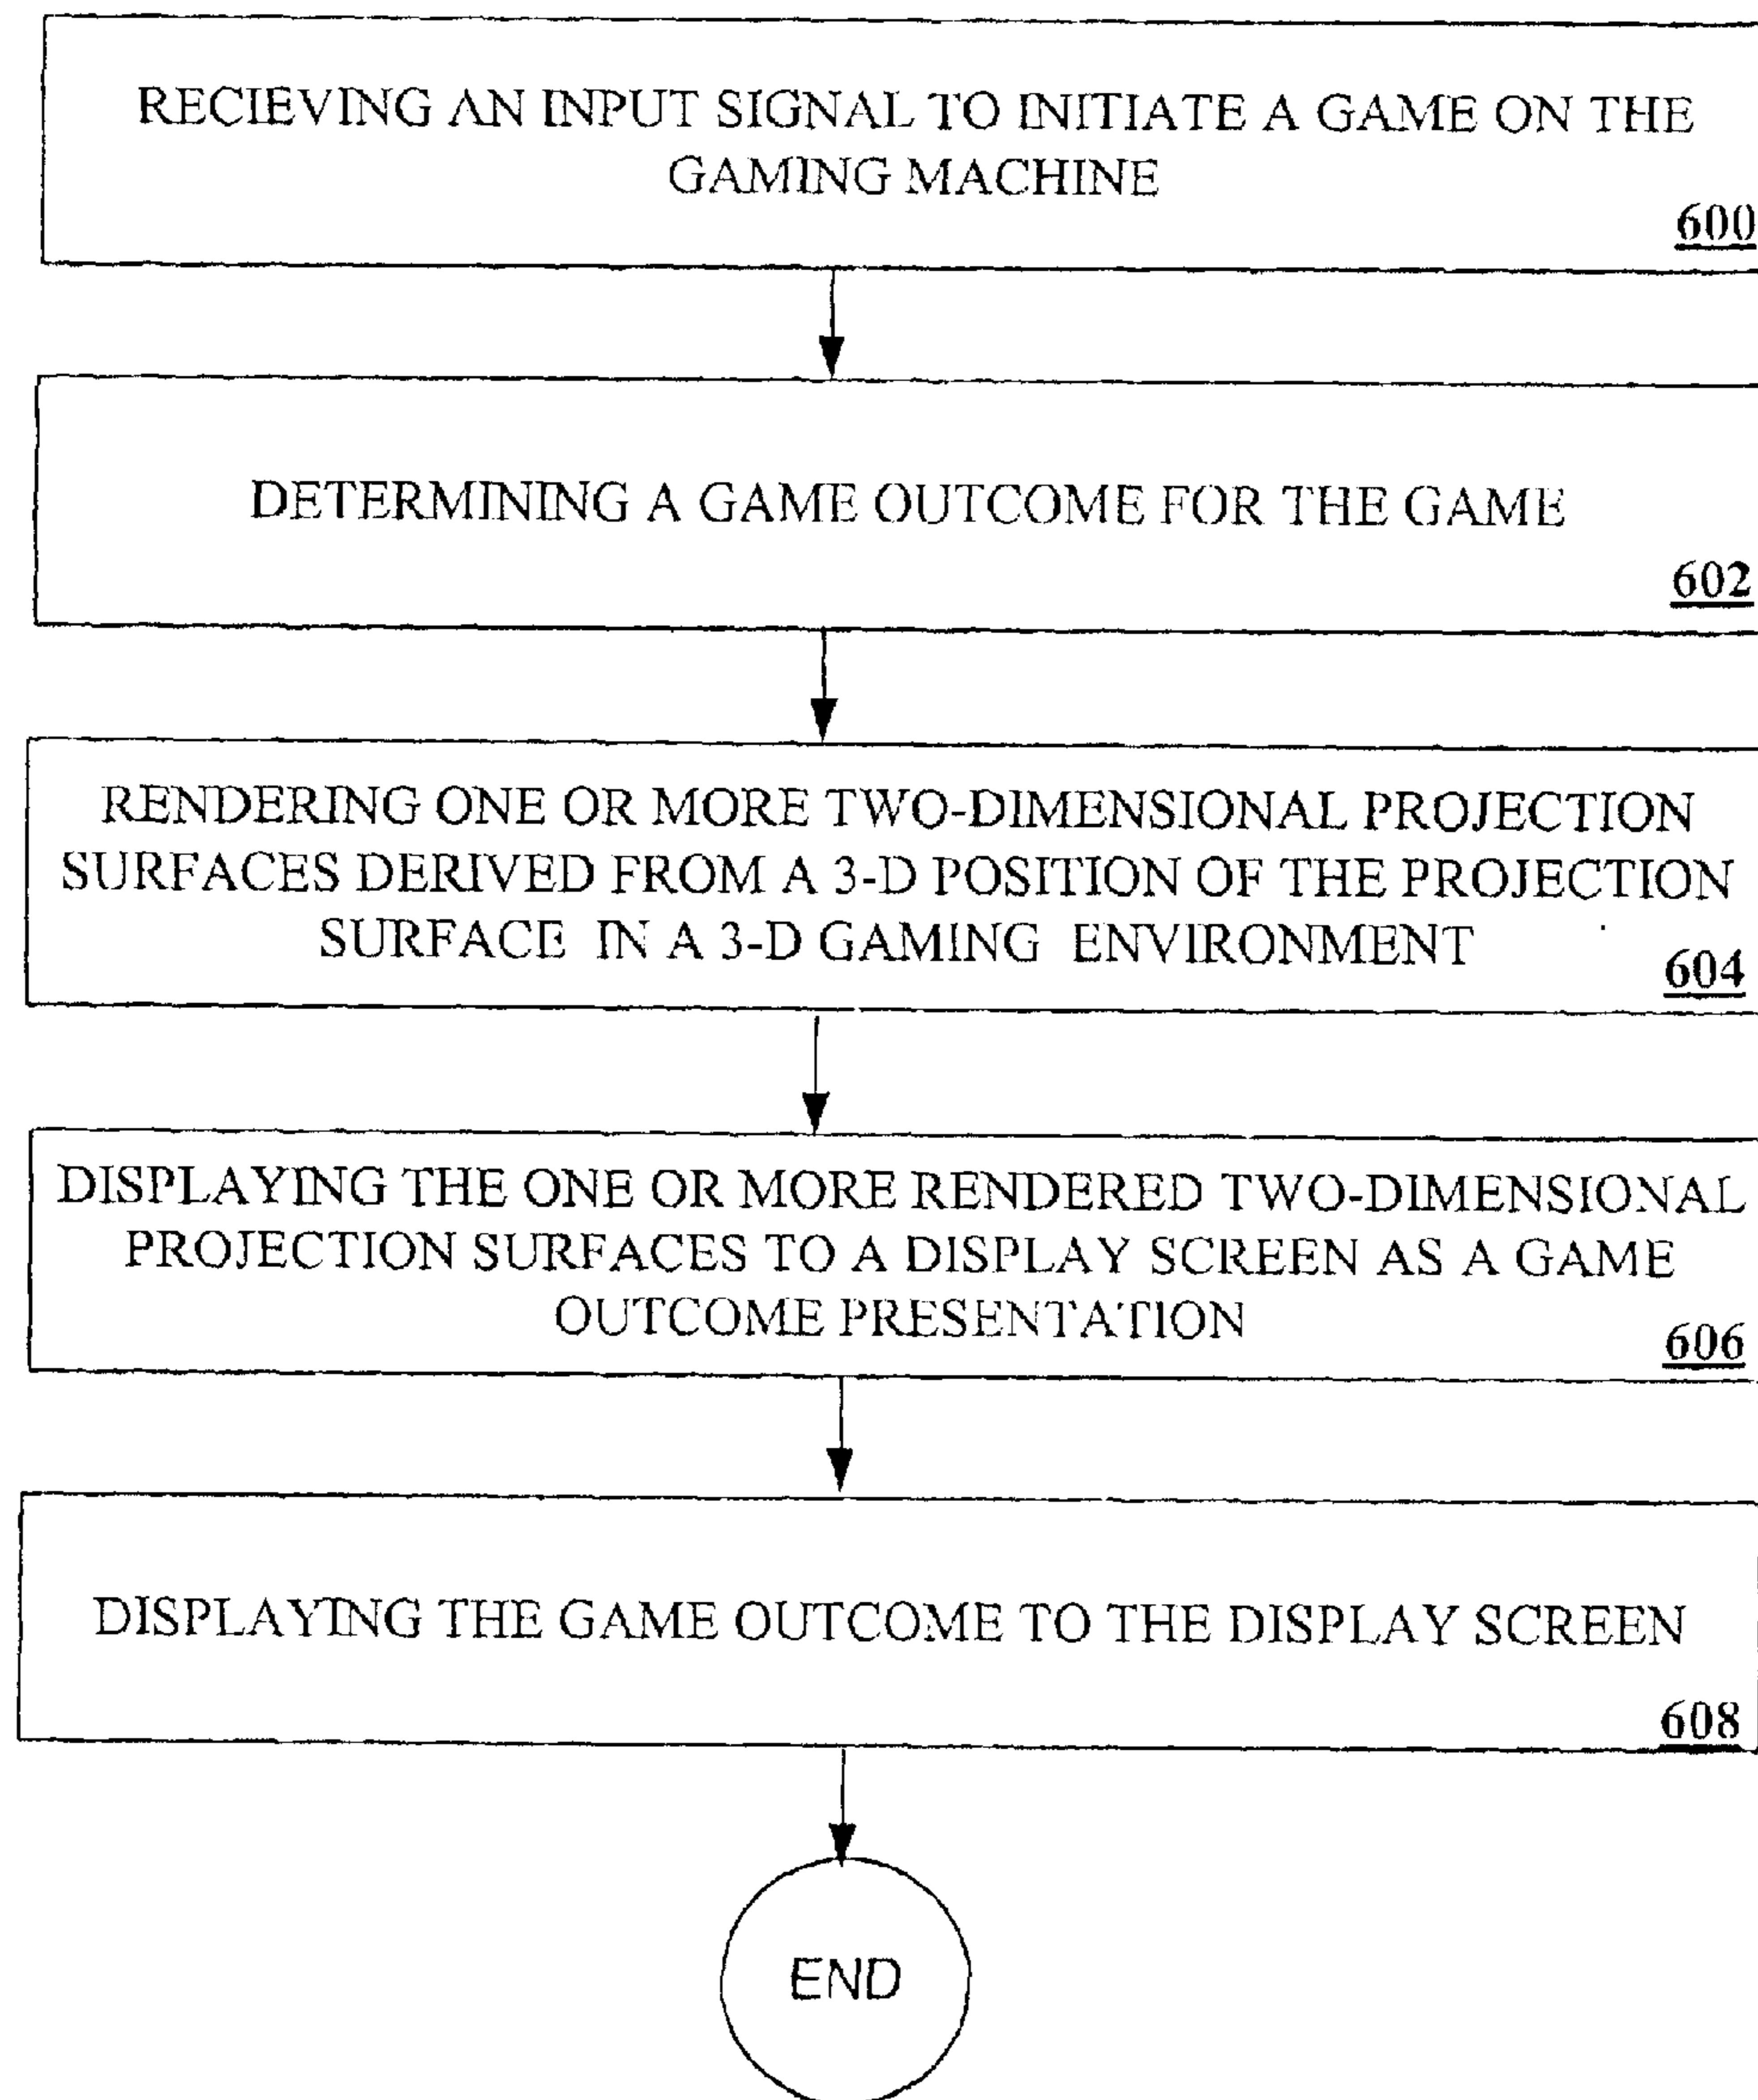 RECIEVING AN INPUT SIGNAL TO INITIATE A GAME ON THE
GAMING MACHINE
600
DETERMINING A GAME OUTCOME FOR THE GAME
602
RENDERING ONE OR MORE TWO-DIMENSIONAL PROJECTION
SURFACES DERIVED FROM A 3-D POSITION OF THE PROJECTION
SURFACE IN A 3-D GAMING ENVIRONMENT
604
DISPLAYING THE ONE OR MORE RENDERED TWO-DIMENSIONAL
PROJECTION SURFACES TO A DISPLAY SCREEN AS A GAME
OUTCOME PRESENTATION
606
DISPLAYING THE GAME OUTCOME TO THE DISPLAY SCREEN
608
END